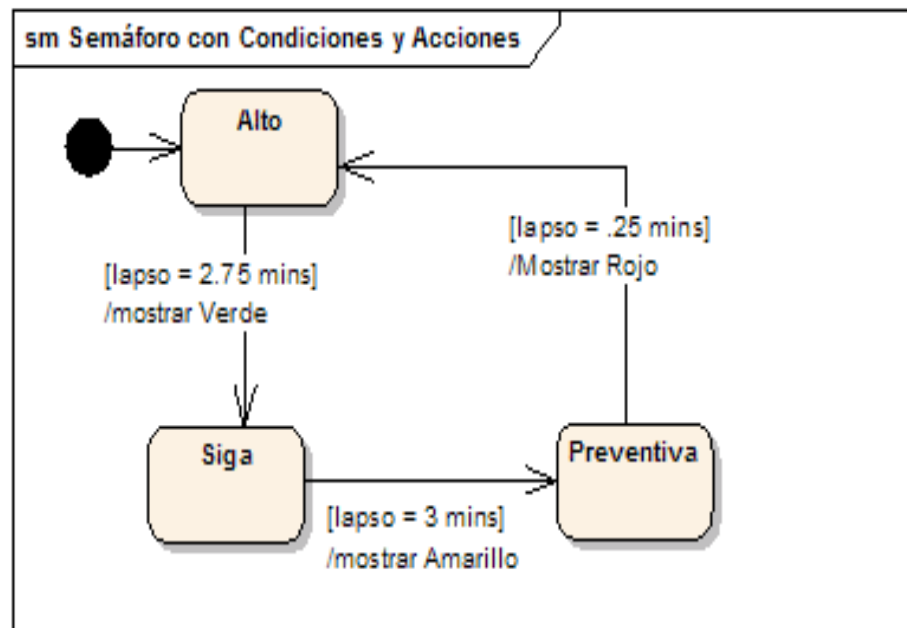 sm Semáforo con Condiciones y Acciones
Alto
[lapso = 2.75 mins]
/mostrar Verde
[lapso = .25 mins]
/Mostrar Rojo
Siga
Preventiva
[lapso = 3 mins]
/mostrar Amarillo